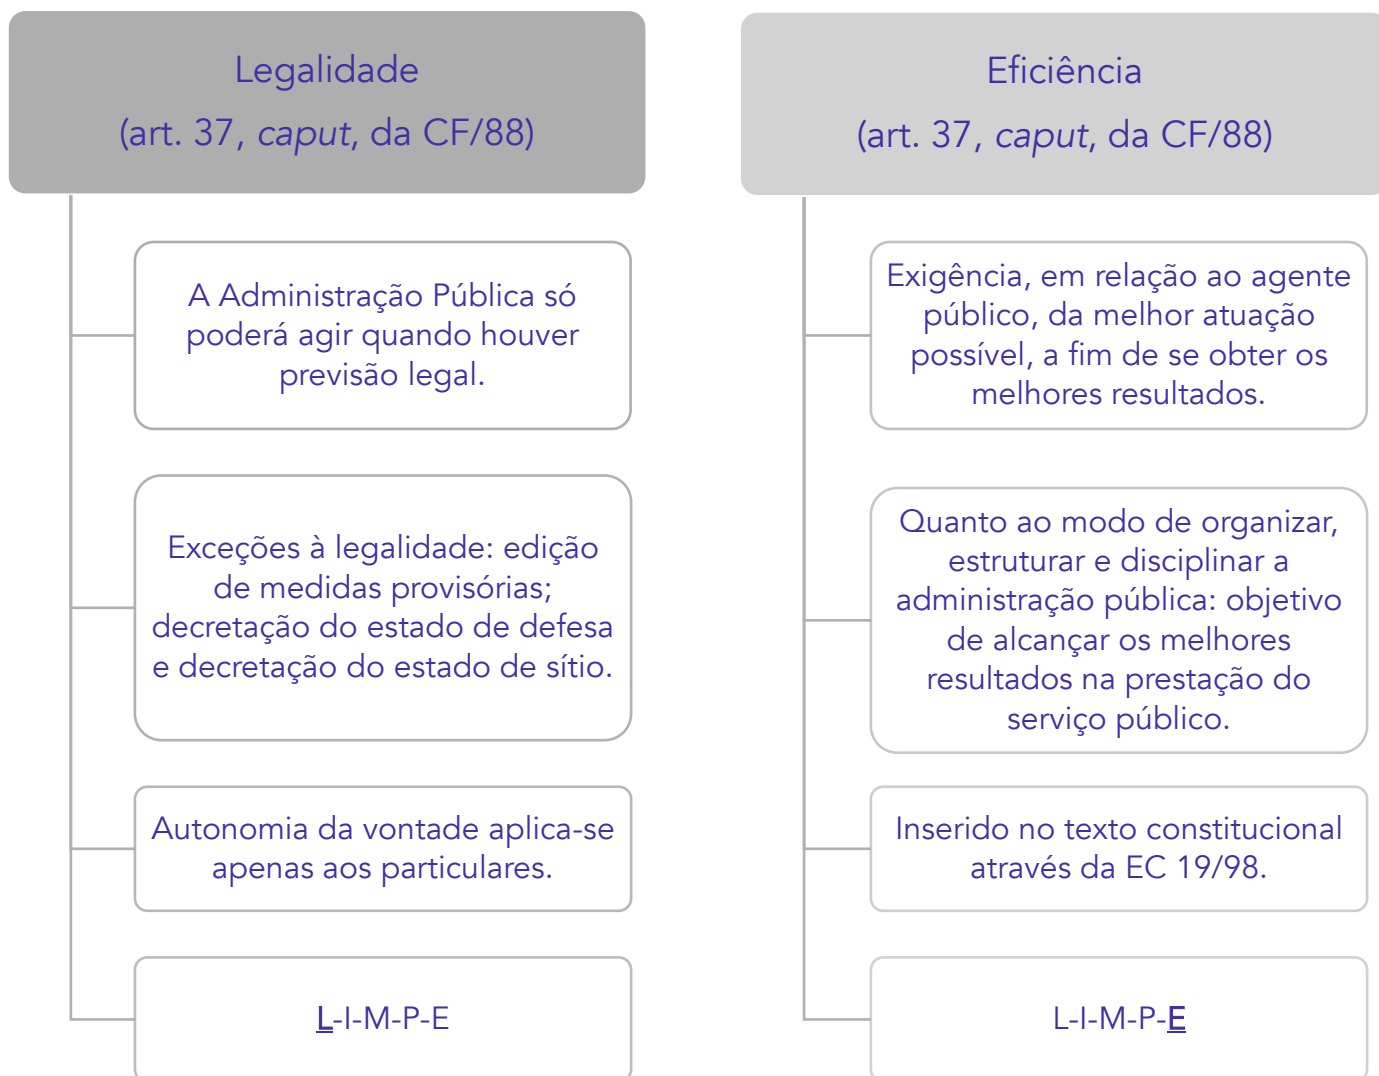 Legalidade
(art. 37, caput, da CF/88)
A Administração Pública só
poderá agir quando houver
previsão legal.
Exceções à legalidade: edição
de medidas provisórias;
decretação do estado de defesa
e decretação do estado de sítio.
Autonomia da vontade aplica-se
apenas aos particulares.
L-I-M-P-E
Eficiência
(art. 37, caput, da CF/88)
Exigência, em relação ao agente
público, da melhor atuação
possível, a fim de se obter os
melhores resultados.
Quanto ao modo de organizar,
estruturar e disciplinar a
administração pública: objetivo
de alcançar os melhores
resultados na prestação do
serviço público.
Inserido no texto constitucional
através da EC 19/98.
L-I-M-P-E